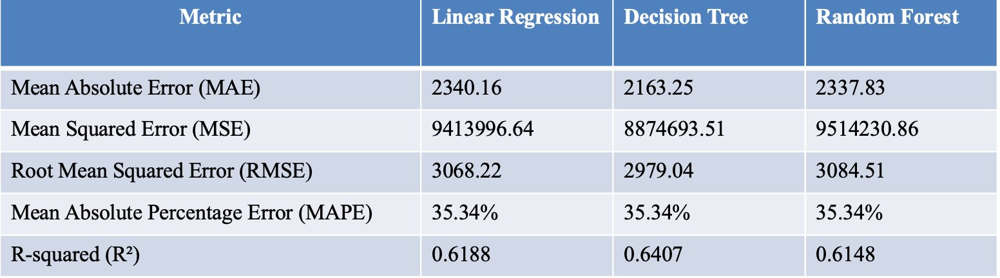 Metric Linear Regression Decision Tree Random Forest
Mean Absolute Error (MAE) 2340.16 2163.25 2337.83
Mean Squared Error (MSE) 9413996.64 8874693.51 9514230.86
Root Mean Squared Error (RMSE) 3068.22 2979.04 3084.51
Mean Absolute Percentage Error (MAPE) 35.34% 35.34% 35.34%
R-squared (R²) 0.6188 0.6407 0.6148